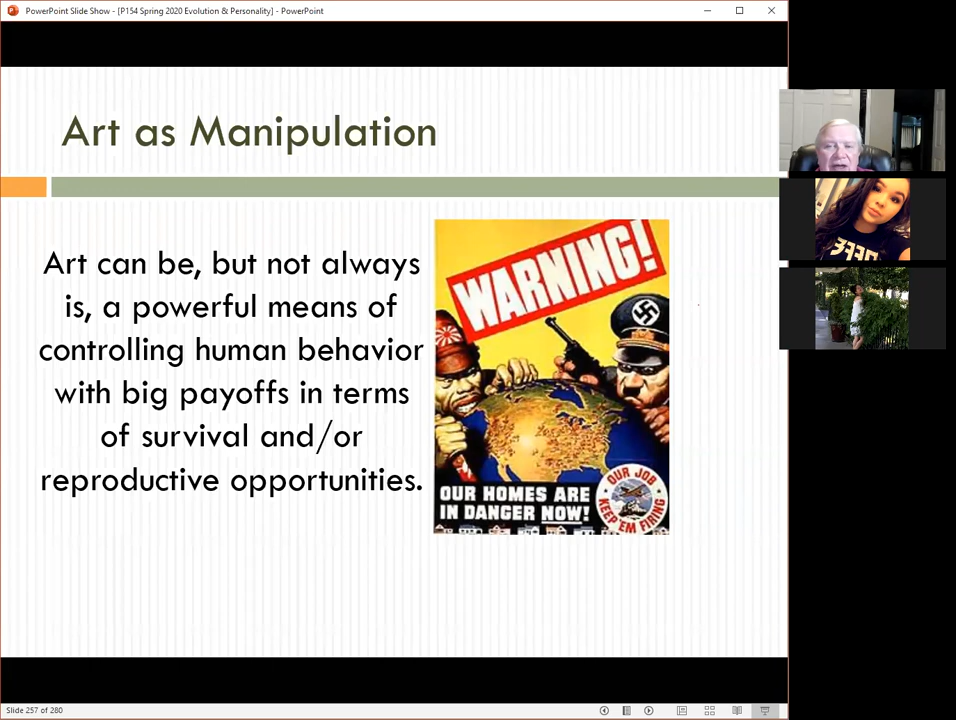 PowerPoint Slide Show - [P154 Spring 2020 Evolution & Personality] - PowerPoint
Art as Manipulation
Art can be, but not always
is, a powerful means of
controlling human behavior
with big payoffs in terms
of survival and/or
reproductive opportunities.
WARNING!
OUR HOMES ARE
IN DANGER NOW!
OUR JOB
KEEP 'EM FIRING
Slide 257 of 280